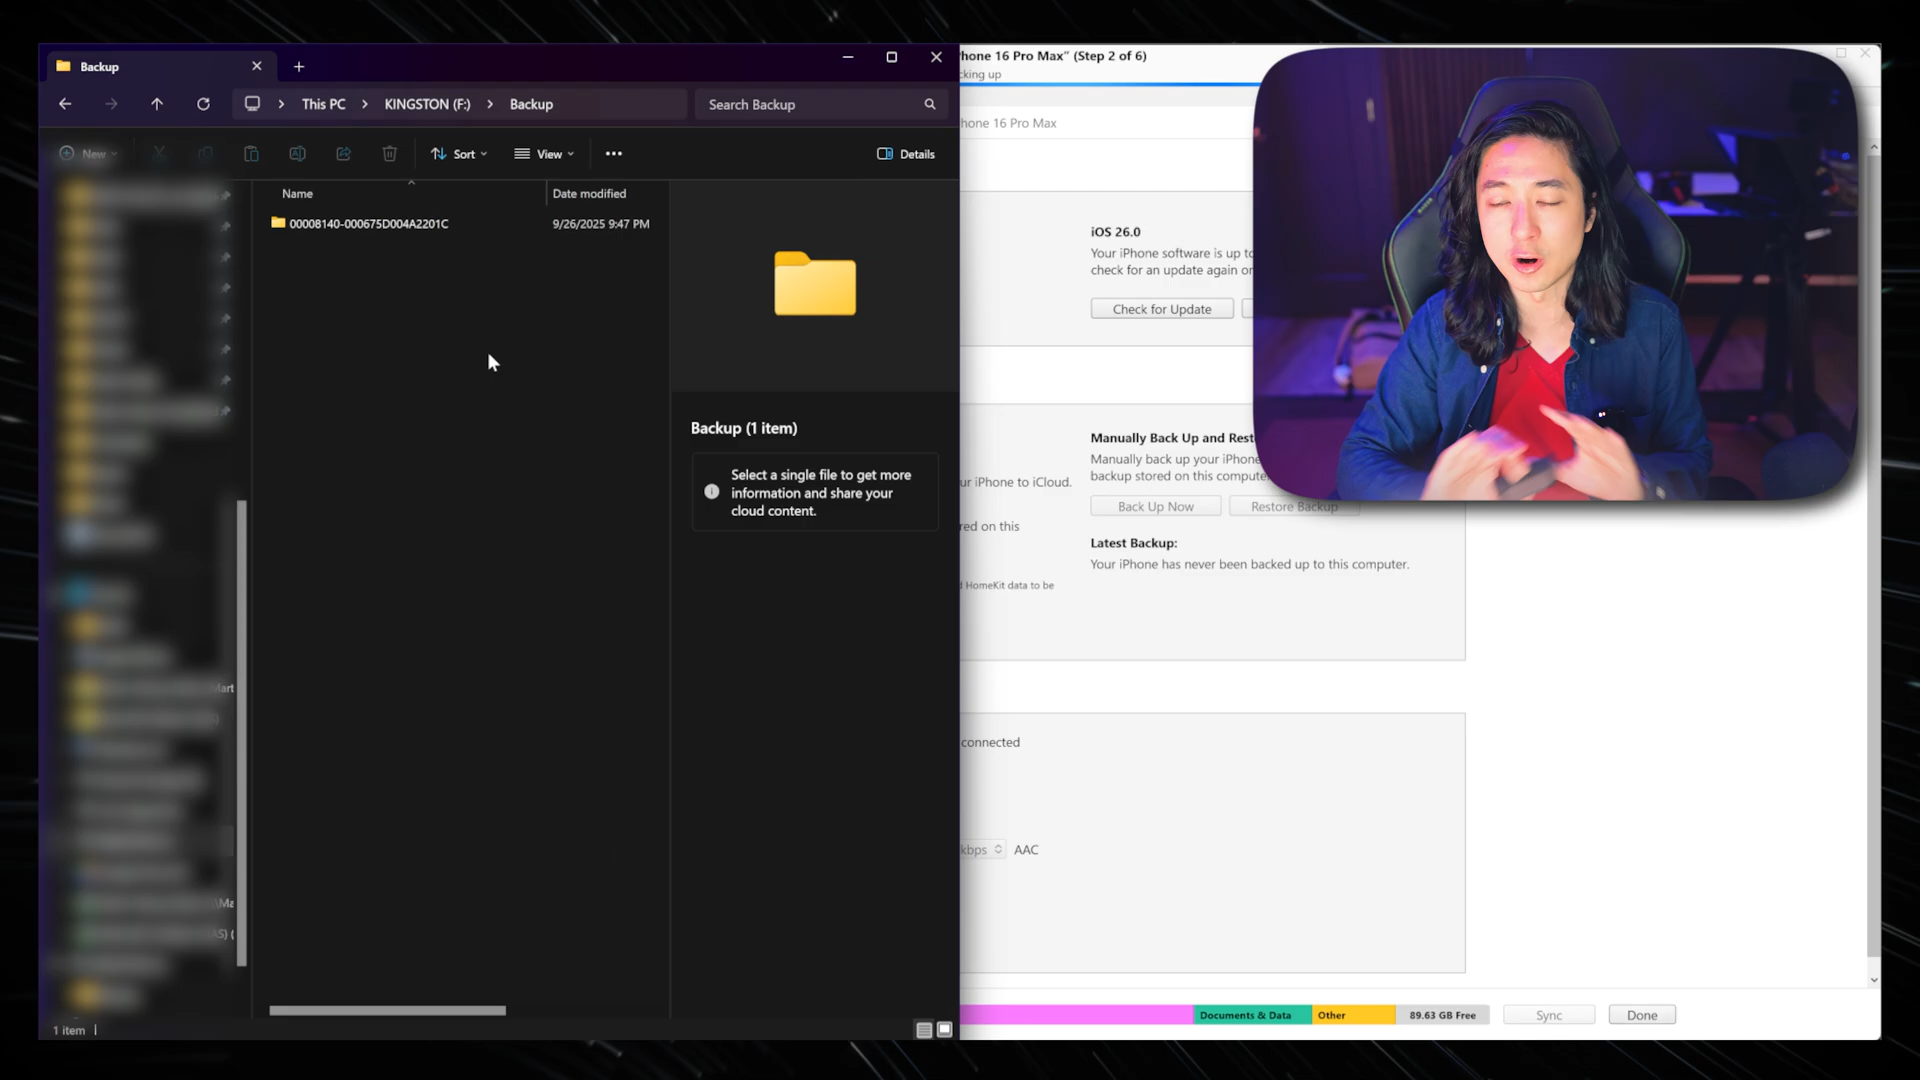 Backup
This PC > KINGSTON (F:) > Backup
Search Backup
New
Sort
View
Details
Name
Date modified
00008140-000675D004A2201C
9/26/2025 9:47 PM
Backup (1 item)
Select a single file to get more
information and share your
cloud content.
1 item
hone 16 Pro Max” (Step 2 of 6)
cking up
hone 16 Pro Max
iOS 26.0
Your iPhone software is up to
check for an update again or
Check for Update
Manually Back Up and Rest
Manually back up your iPhone
ur iPhone to iCloud.
backup stored on this compute
Back Up Now
Restore Backup
red on this
Latest Backup:
Your iPhone has never been backed up to this computer.
d HomeKit data to be
connected
kbps
AAC
Documents & Data
Other
89.63 GB Free
Sync
Done